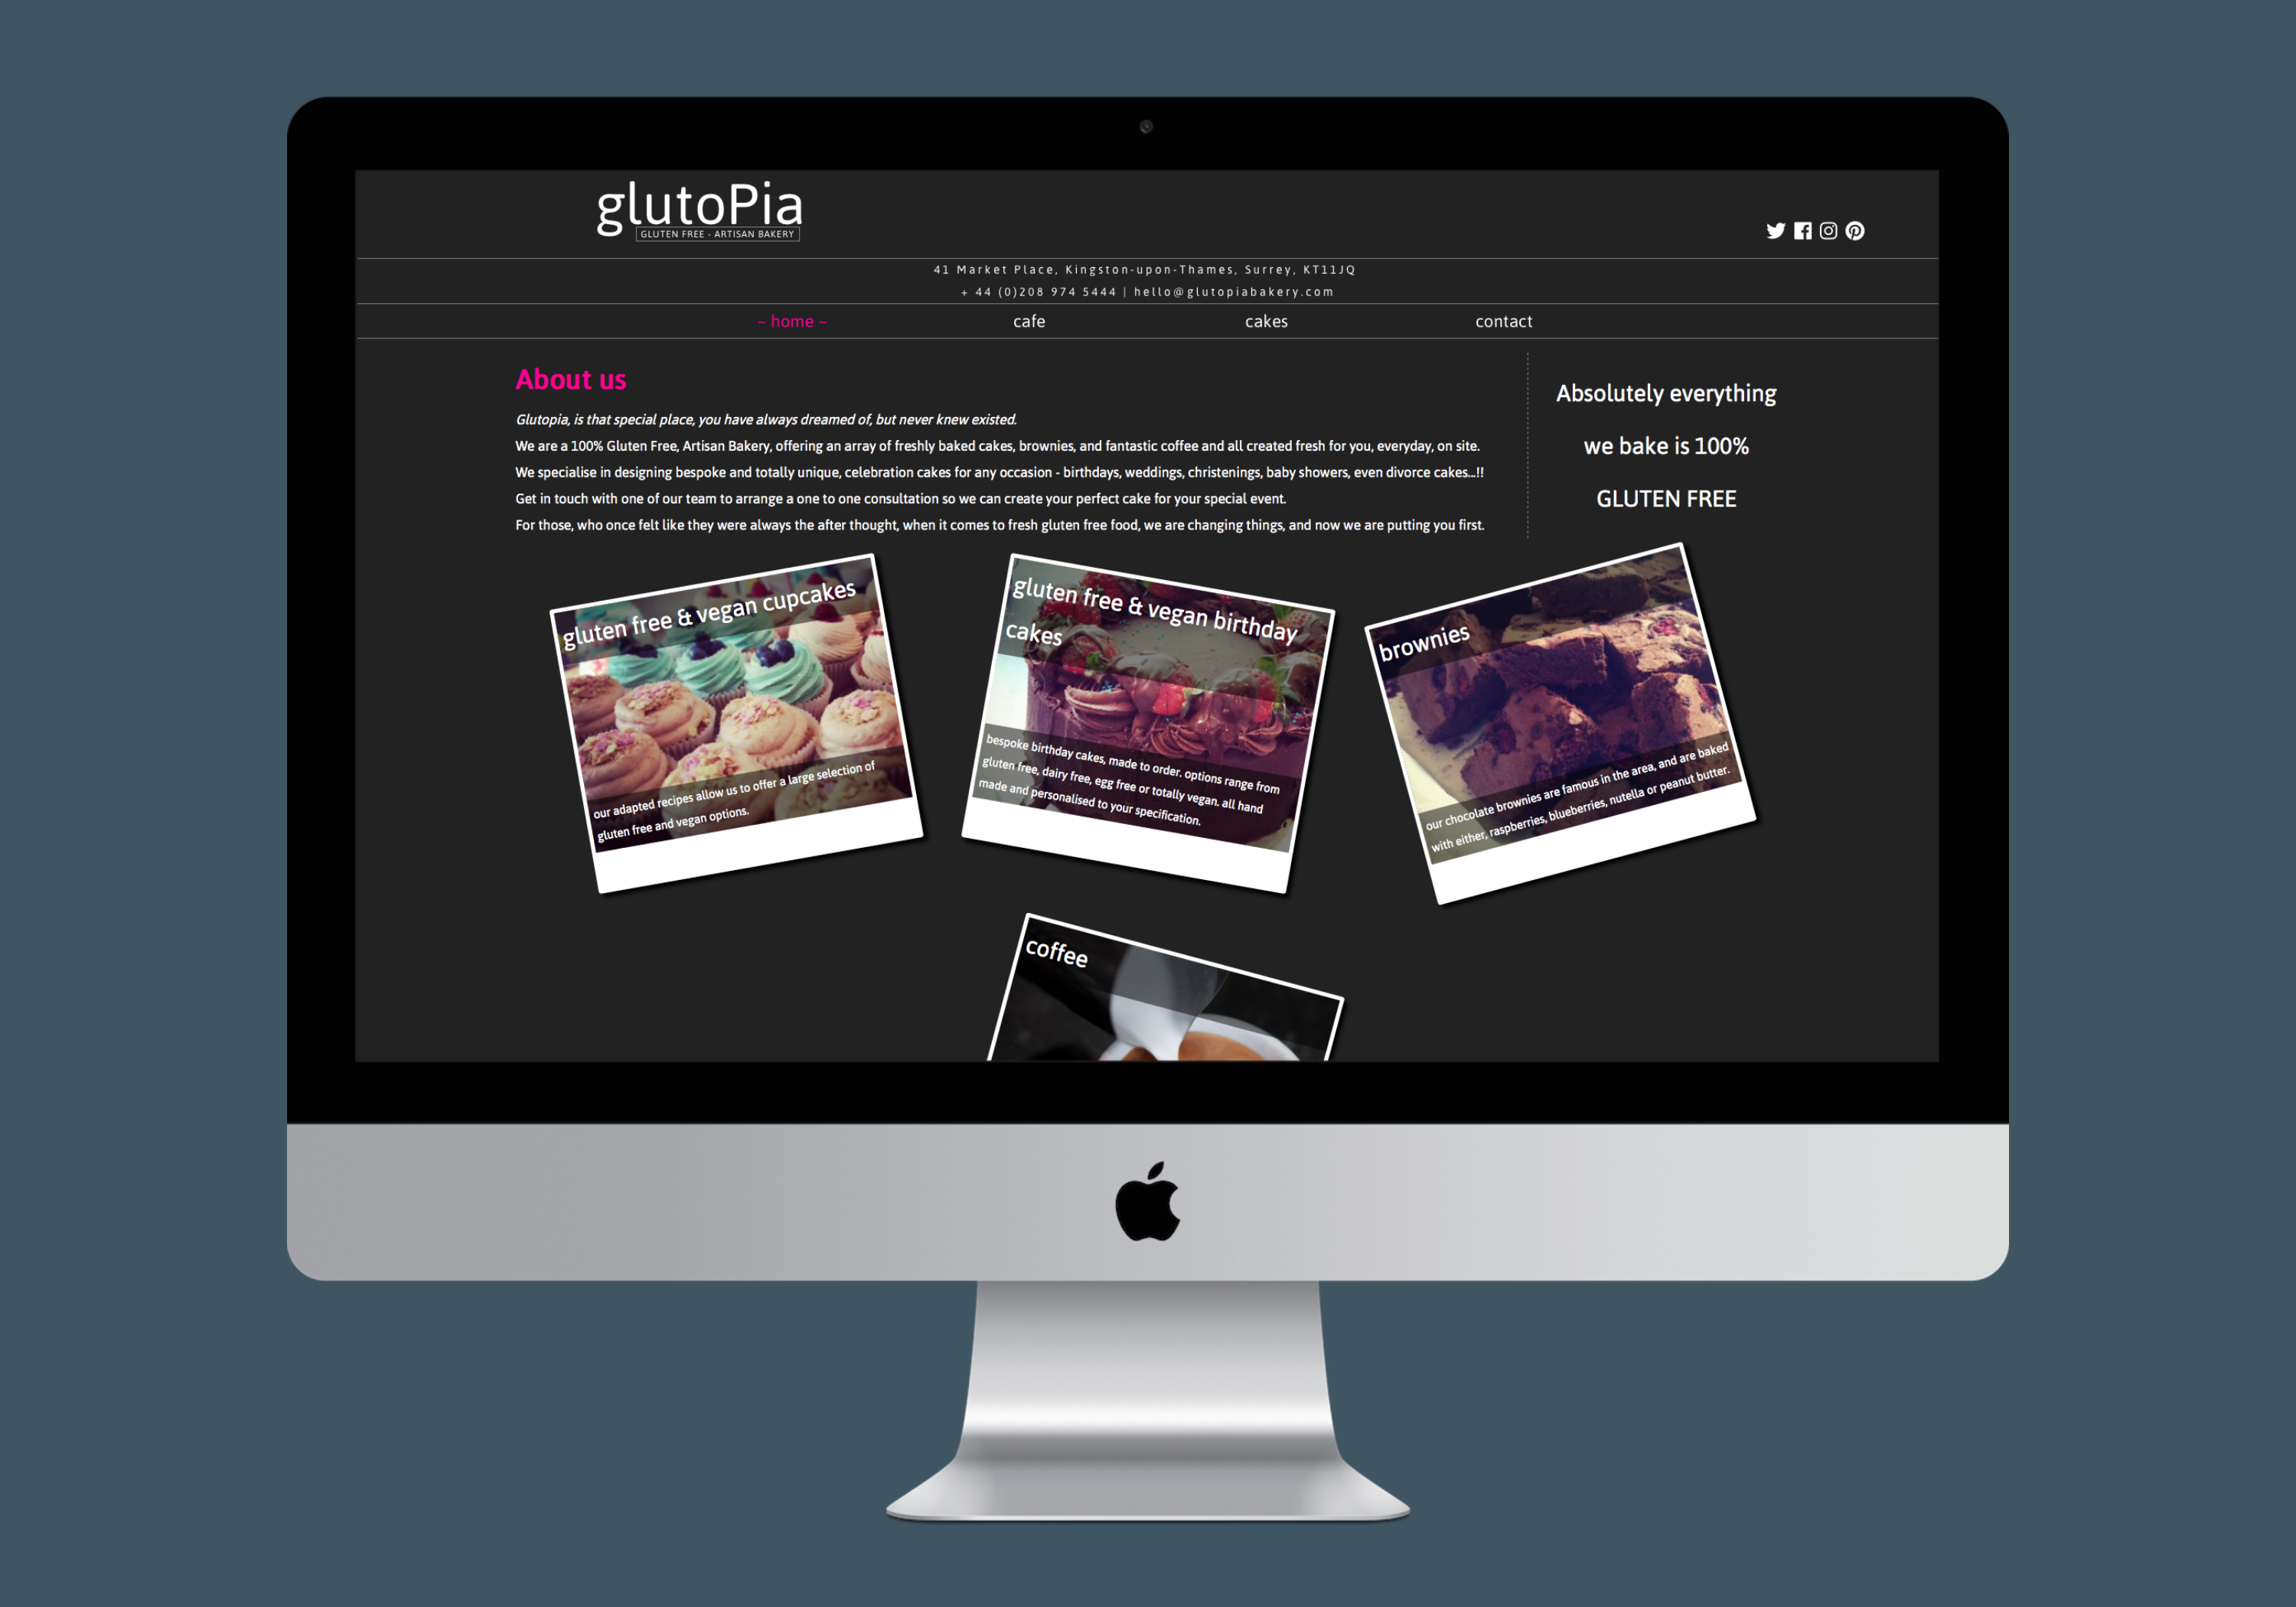 glutoPia
GLUTEN FREE - ARTISAN BAKERY
41 Market Place, Kingston-upon-Thames, Surrey, KT11JQ
+ 44 (0)208 974 5444 | hello@glutopiabakery.com
~ home ~
cafe
cakes
contact
About us
Glutopia, is that special place, you have always dreamed of, but never knew existed.
We are a 100% Gluten Free, Artisan Bakery, offering an array of freshly baked cakes, brownies, and fantastic coffee and all created fresh for you, everyday, on site.
We specialise in designing bespoke and totally unique, celebration cakes for any occasion - birthdays, weddings, christenings, baby showers, even divorce cakes...!!
Get in touch with one of our team to arrange a one to one consultation so we can create your perfect cake for your special event.
For those, who once felt like they were always the after thought, when it comes to fresh gluten free food, we are changing things, and now we are putting you first.
Absolutely everything
we bake is 100%
GLUTEN FREE
gluten free & vegan cupcakes
our adapted recipes allow us to offer a large selection of
gluten free and vegan options.
gluten free & vegan birthday
cakes
bespoke birthday cakes, made to order. options range from
gluten free, dairy free, egg free or totally vegan. all hand
made and personalised to your specification.
brownies
our chocolate brownies are famous in the area, and are baked
with either, raspberries, blueberries, nutella or peanut butter.
coffee